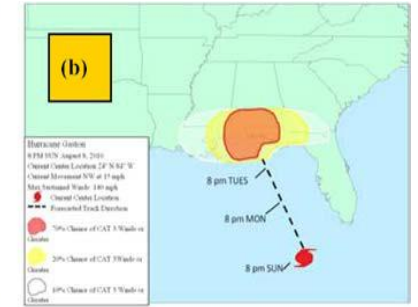 (b)
Hurricane Gaston
8 PM SUN August 8, 2010
Current Center Location 24° N 84° W
Current Movement NW at 15 mph
Max Sustained Winds 140 mph
Current Center Location
Forecasted Track Direction
70% Chance of CAT 3 Winds or
Greater
20% Chance of CAT 3 Winds or
Greater
10% Chance of CAT 3 Winds or
Greater
8 pm TUES
8 pm MON
8 pm SUN